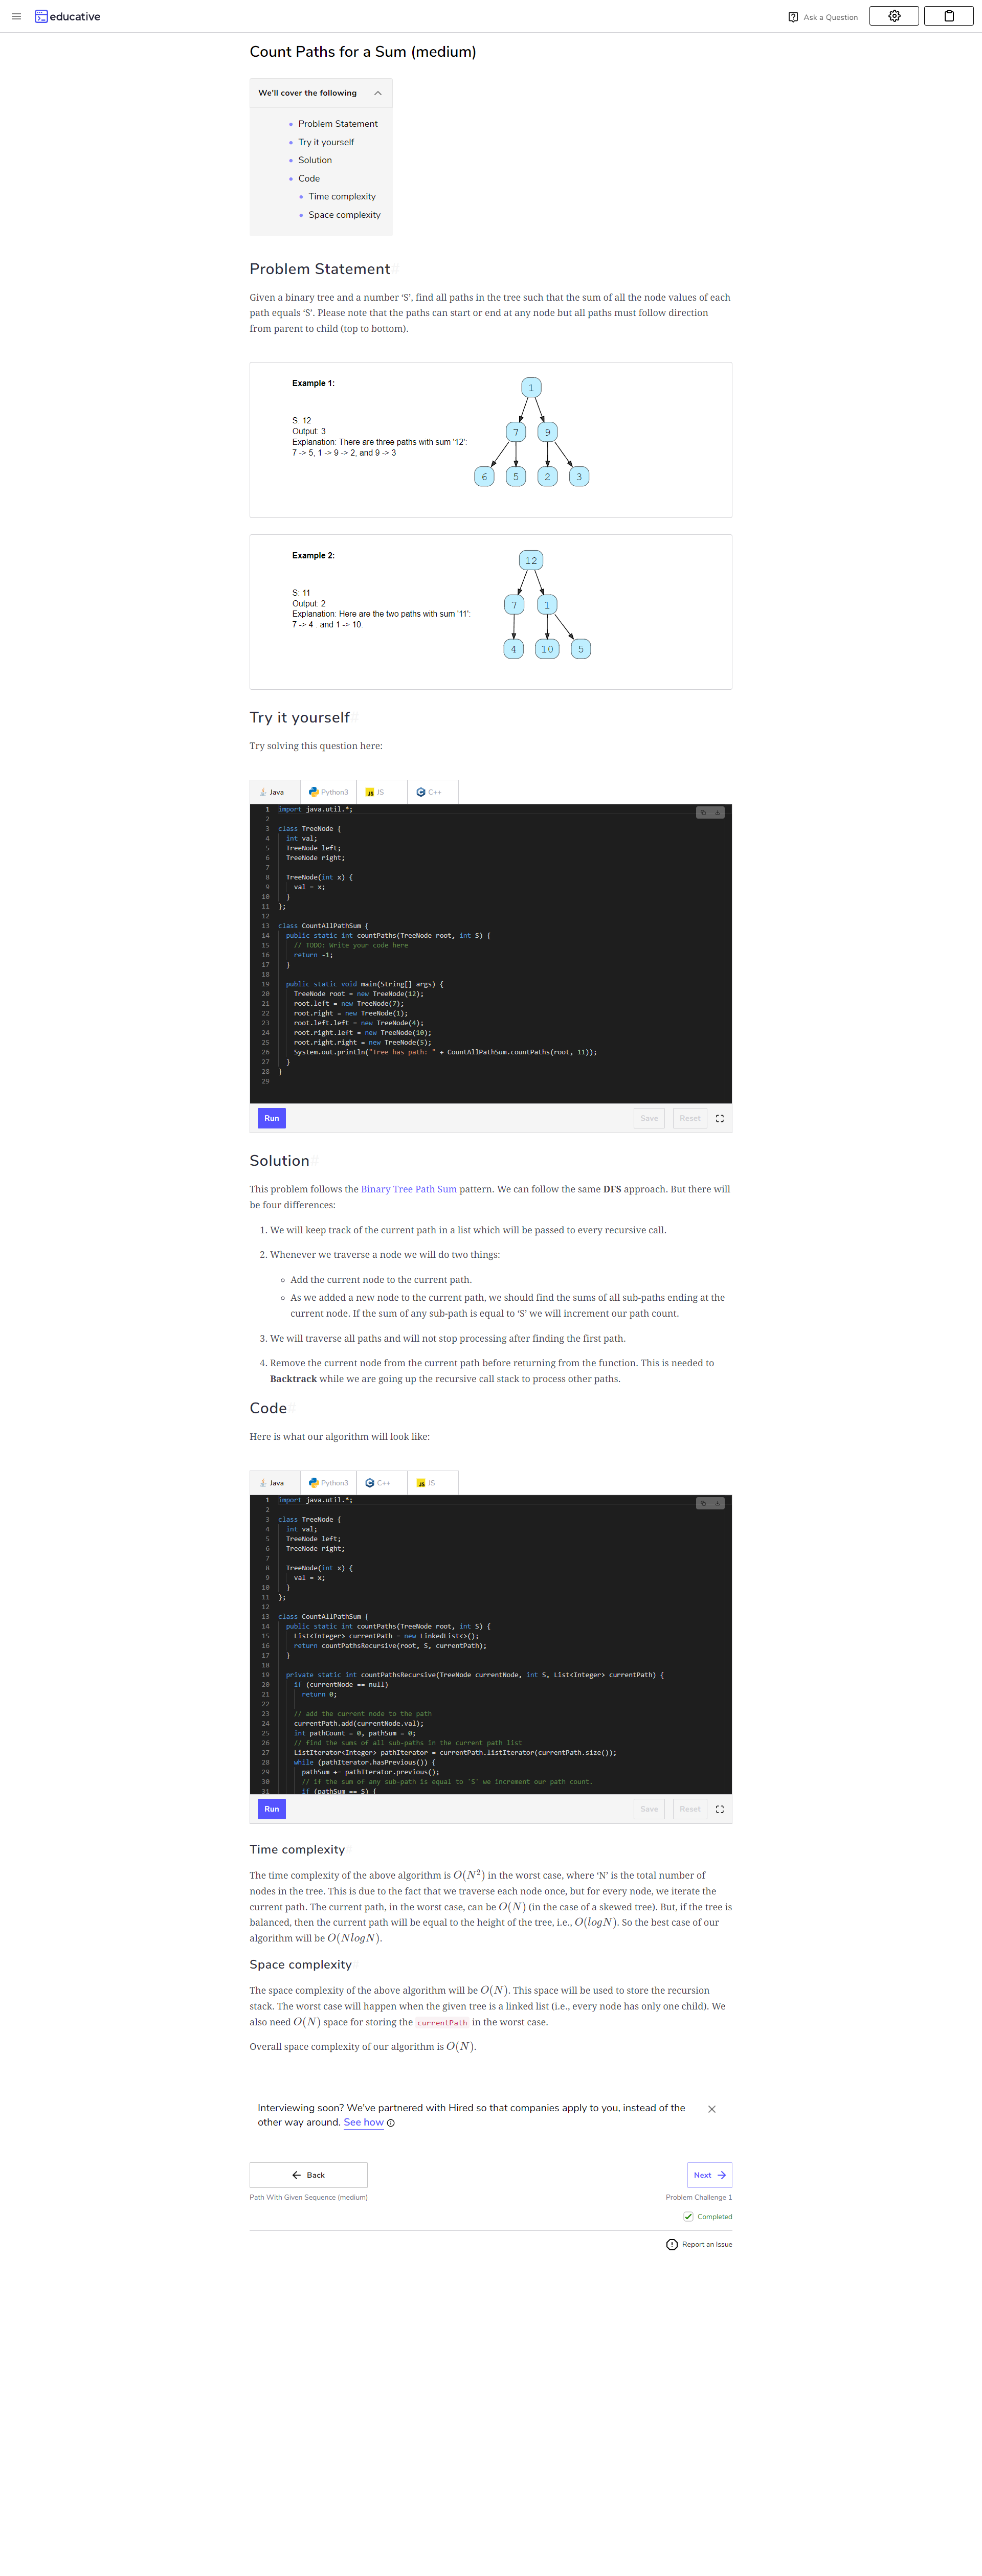 educative
Ask a Question
Count Paths for a Sum (medium)
We'll cover the following
Problem Statement
Try it yourself
Solution
Code
Time complexity
Space complexity
Problem Statement
Given a binary tree and a number ‘S’, find all paths in the tree such that the sum of all the node values of each
path equals ‘S’. Please note that the paths can start or end at any node but all paths must follow direction
from parent to child (top to bottom).
Example 1:
S: 12
Output: 3
Explanation: There are three paths with sum '12':
7 -> 5, 1 -> 9 -> 2, and 9 -> 3
1
7 9
6 5 2 3
Example 2:
S: 11
Output: 2
Explanation: Here are the two paths with sum '11':
7 -> 4 . and 1 -> 10.
12
7 1
4 10 5
Try it yourself
Try solving this question here:
Java Python3 JS C++
1 import java.util.*;
2
3 class TreeNode {
4 int val;
5 TreeNode left;
6 TreeNode right;
7
8 TreeNode(int x) {
9 val = x;
10 }
11 };
12
13 class CountAllPathSum {
14 public static int countPaths(TreeNode root, int S) {
15 // TODO: Write your code here
16 return -1;
17 }
18
19 public static void main(String[] args) {
20 TreeNode root = new TreeNode(12);
21 root.left = new TreeNode(7);
22 root.right = new TreeNode(1);
23 root.left.left = new TreeNode(4);
24 root.right.left = new TreeNode(10);
25 root.right.right = new TreeNode(5);
26 System.out.println("Tree has path: " + CountAllPathSum.countPaths(root, 11));
27 }
28 }
29
Run Save Reset
Solution
This problem follows the Binary Tree Path Sum pattern. We can follow the same DFS approach. But there will
be four differences:
1. We will keep track of the current path in a list which will be passed to every recursive call.
2. Whenever we traverse a node we will do two things:
Add the current node to the current path.
As we added a new node to the current path, we should find the sums of all sub-paths ending at the
current node. If the sum of any sub-path is equal to ‘S’ we will increment our path count.
3. We will traverse all paths and will not stop processing after finding the first path.
4. Remove the current node from the current path before returning from the function. This is needed to
Backtrack while we are going up the recursive call stack to process other paths.
Code
Here is what our algorithm will look like:
Java Python3 C++ JS
1 import java.util.*;
2
3 class TreeNode {
4 int val;
5 TreeNode left;
6 TreeNode right;
7
8 TreeNode(int x) {
9 val = x;
10 }
11 };
12
13 class CountAllPathSum {
14 public static int countPaths(TreeNode root, int S) {
15 List<Integer> currentPath = new LinkedList<>();
16 return countPathsRecursive(root, S, currentPath);
17 }
18
19 private static int countPathsRecursive(TreeNode currentNode, int S, List<Integer> currentPath) {
20 if (currentNode == null)
21 return 0;
22
23 // add the current node to the path
24 currentPath.add(currentNode.val);
25 int pathCount = 0, pathSum = 0;
26 // find the sums of all sub-paths in the current path list
27 ListIterator<Integer> pathIterator = currentPath.listIterator(currentPath.size());
28 while (pathIterator.hasPrevious()) {
29 pathSum += pathIterator.previous();
30 // if the sum of any sub-path is equal to 'S' we increment our path count.
31 if (pathSum == S) {
Run Save Reset
Time complexity
The time complexity of the above algorithm is O(N²) in the worst case, where ‘N’ is the total number of
nodes in the tree. This is due to the fact that we traverse each node once, but for every node, we iterate the
current path. The current path, in the worst case, can be O(N) (in the case of a skewed tree). But, if the tree is
balanced, then the current path will be equal to the height of the tree, i.e., O(logN). So the best case of our
algorithm will be O(NlogN).
Space complexity
The space complexity of the above algorithm will be O(N). This space will be used to store the recursion
stack. The worst case will happen when the given tree is a linked list (i.e., every node has only one child). We
also need O(N) space for storing the currentPath in the worst case.
Overall space complexity of our algorithm is O(N).
Interviewing soon? We've partnered with Hired so that companies apply to you, instead of the
other way around. See how
Back Next
Path With Given Sequence (medium) Problem Challenge 1
Completed
Report an Issue